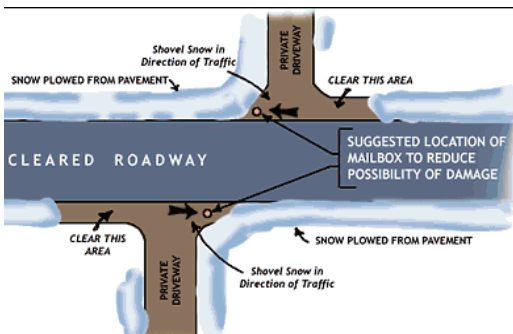 Shovel Snow in
Direction of Traffic
PRIVATE
DRIVEWAY
SNOW PLOWED FROM PAVEMENT
CLEAR THIS AREA
CLEARED ROADWAY
SUGGESTED LOCATION OF
MAILBOX TO REDUCE
POSSIBILITY OF DAMAGE
CLEAR THIS
AREA
SNOW PLOWED FROM PAVEMENT
PRIVATE
DRIVEWAY
Shovel Snow in
Direction of Traffic